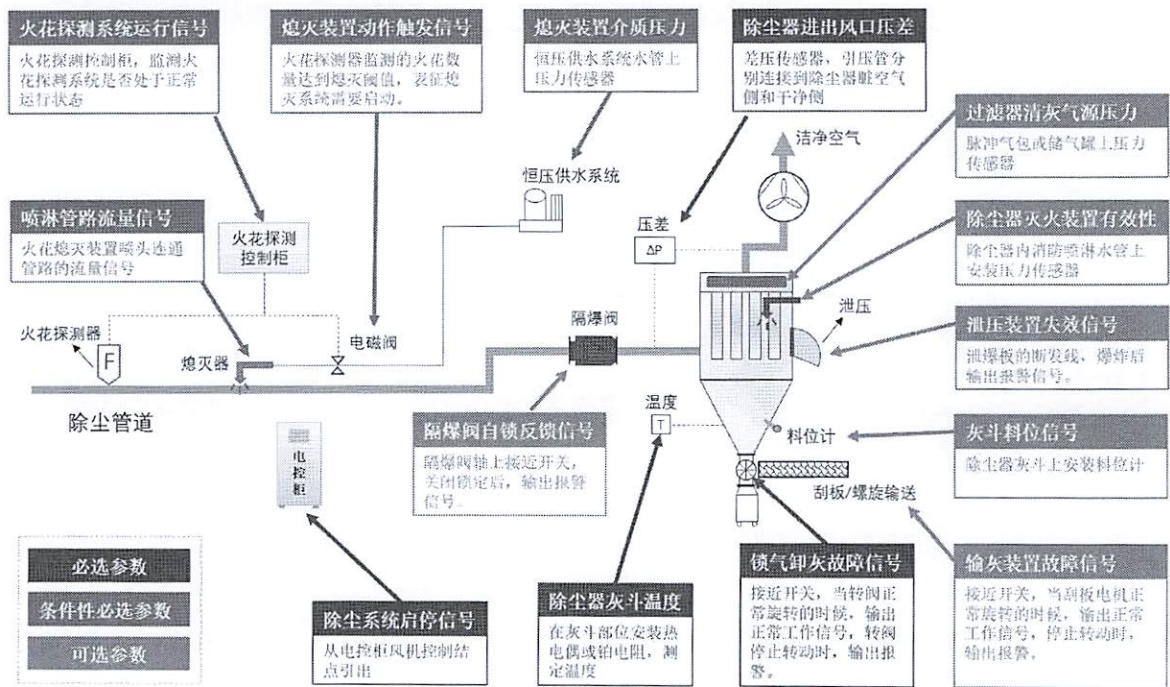 火花探测系统运行信号
火花探测控制柜，监测火
花探测系统是否处于正常
运行状态
熄灭装置动作触发信号
火花探测器监测的火花数
量达到熄灭阈值，表征熄
灭系统需要启动。
熄灭装置介质压力
恒压供水系统水管上
压力传感器
除尘器进出风口压差
差压传感器，引压管分
别连接到除尘器脏空气
侧和干净侧
过滤器清灰气源压力
脉冲气包或储气罐上压力
传感器
洁净空气
恒压供水系统
喷淋管路流量信号
火花熄灭装置喷头连通
管路的流量信号
火花探测
控制柜
压差
ΔP
除尘器灭火装置有效性
除尘器内消防喷淋水管上
安装压力传感器
火花探测器
F
熄灭器
电磁阀
隔爆阀
泄压
泄压装置失效信号
泄爆板的断发线，爆炸后
输出报警信号。
除尘管道
隔爆阀自锁反馈信号
隔爆阀轴上接近开关，
关闭锁定后，输出报警
信号。
温度
T
料位计
灰斗料位信号
除尘器灰斗上安装料位计
电
控
柜
刮板/螺旋输送
必选参数
条件性必选参数
可选参数
除尘系统启停信号
从电控柜风机控制结
点引出
除尘器灰斗温度
在灰斗部位安装热
电偶或铂电阻，测
定温度
锁气卸灰故障信号
接近开关，当转阀正
常旋转的时候，输出
正常工作信号，转阀
停止转动时，输出报
警。
输灰装置故障信号
接近开关，当刮板电机正
常旋转的时候，输出正常
工作信号，停止转动时，
输出报警。